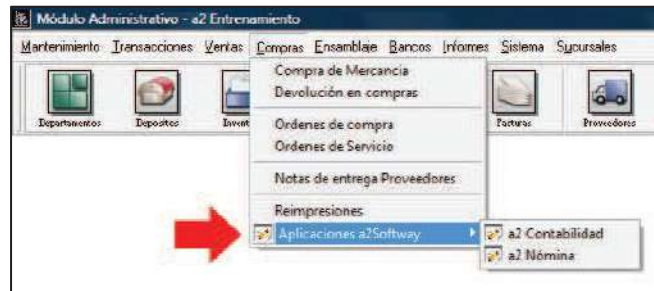 Módulo Administrativo - a2 Entrenamiento
Mantenimiento Transacciones Ventas Compras Ensamblaje Bancos Informes Sistema Sucursales
Departamentos Depositos Invent Facturas Proveedores
Compra de Mercancia
Devolución en compras
Ordenes de compra
Ordenes de Servicio
Notas de entrega Proveedores
Reimpresiones
Aplicaciones a2Softway
a2 Contabilidad
a2 Nómina